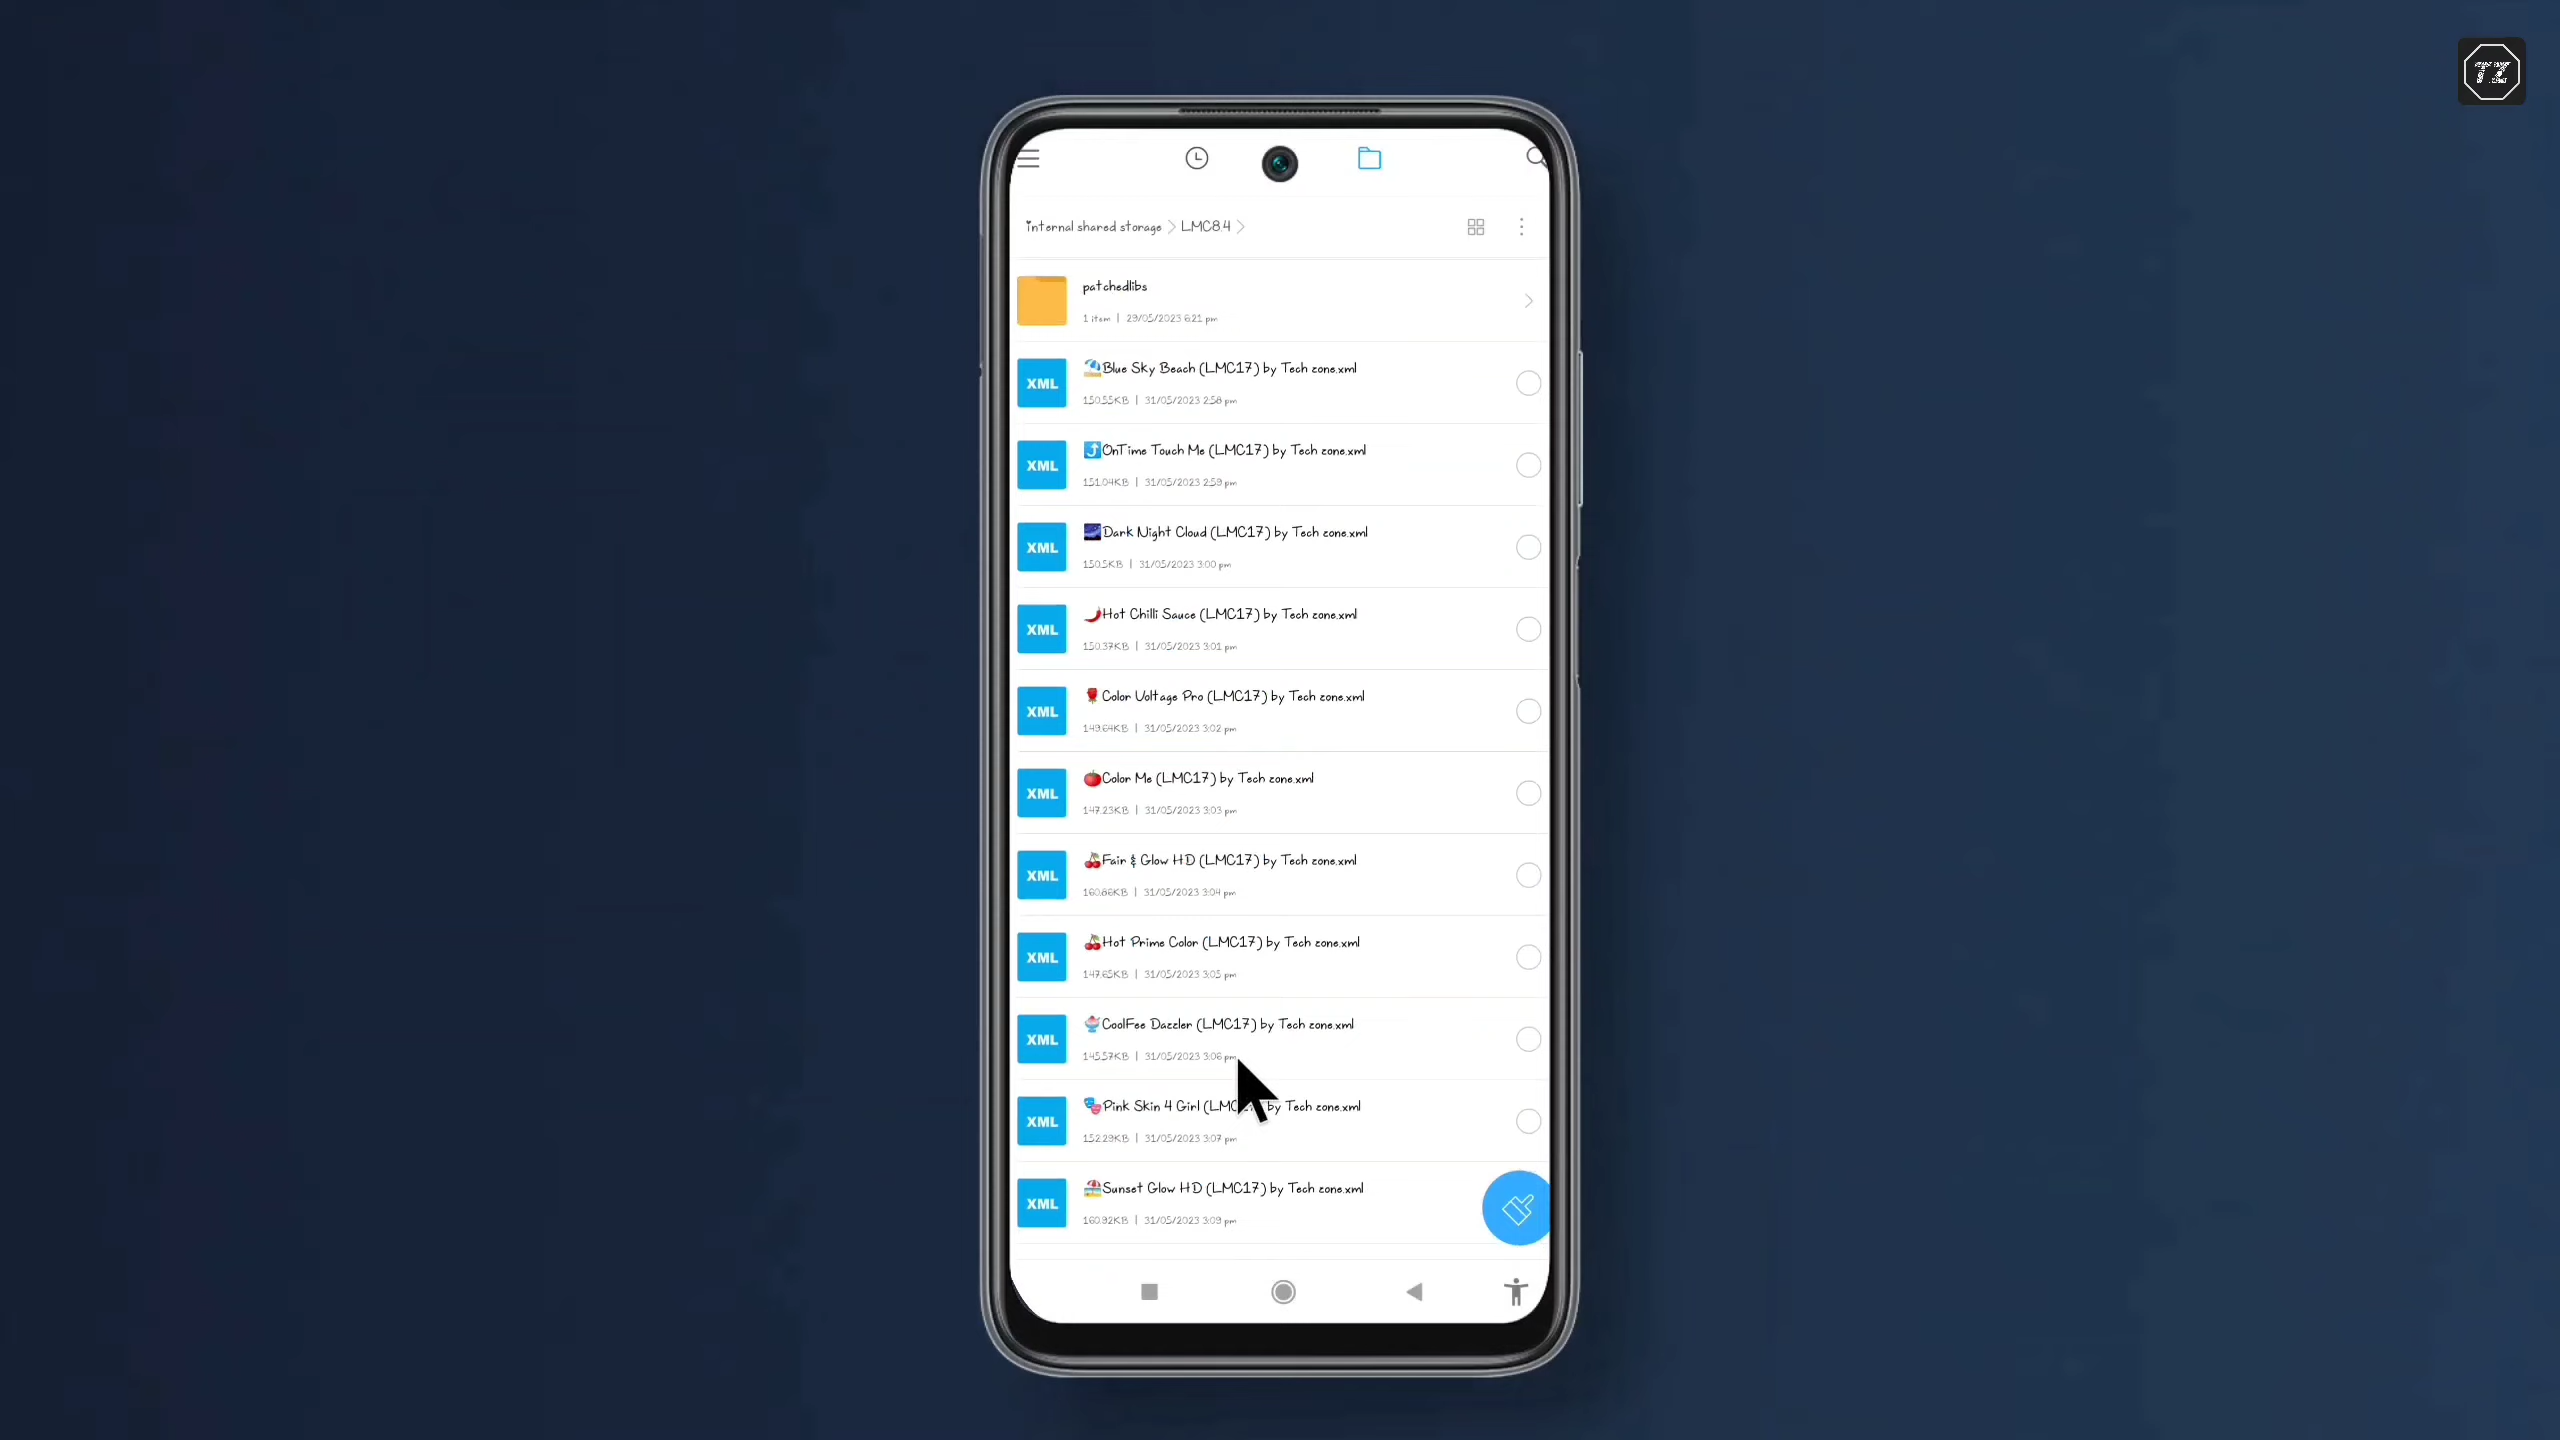 TZ
Internal shared storage > LMC8.4 >
patchedlibs
1 item | 29/05/2023 6:21 pm
XML
🏖Blue Sky Beach (LMC17) by Tech zone.xml
150.55KB | 31/05/2023 2:58 pm
XML
⤴OnTime Touch Me (LMC17) by Tech zone.xml
151.04KB | 31/05/2023 2:59 pm
XML
🌌Dark Night Cloud (LMC17) by Tech zone.xml
150.5KB | 31/05/2023 3:00 pm
XML
🌶Hot Chilli Sauce (LMC17) by Tech zone.xml
150.37KB | 31/05/2023 3:01 pm
XML
🌹Color Voltage Pro (LMC17) by Tech zone.xml
149.64KB | 31/05/2023 3:02 pm
XML
🍅Color Me (LMC17) by Tech zone.xml
147.23KB | 31/05/2023 3:03 pm
XML
🍒Fair & Glow HD (LMC17) by Tech zone.xml
160.86KB | 31/05/2023 3:04 pm
XML
🍒Hot Prime Color (LMC17) by Tech zone.xml
147.65KB | 31/05/2023 3:05 pm
XML
🍧CoolFee Dazzler (LMC17) by Tech zone.xml
145.57KB | 31/05/2023 3:06 pm
XML
🎭Pink Skin 4 Girl by Tech zone.xml
152.29KB | 31/05/2023 3:07 pm
XML
🏖Sunset Glow HD (LMC17) by Tech zone.xml
160.92KB | 31/05/2023 3:09 pm